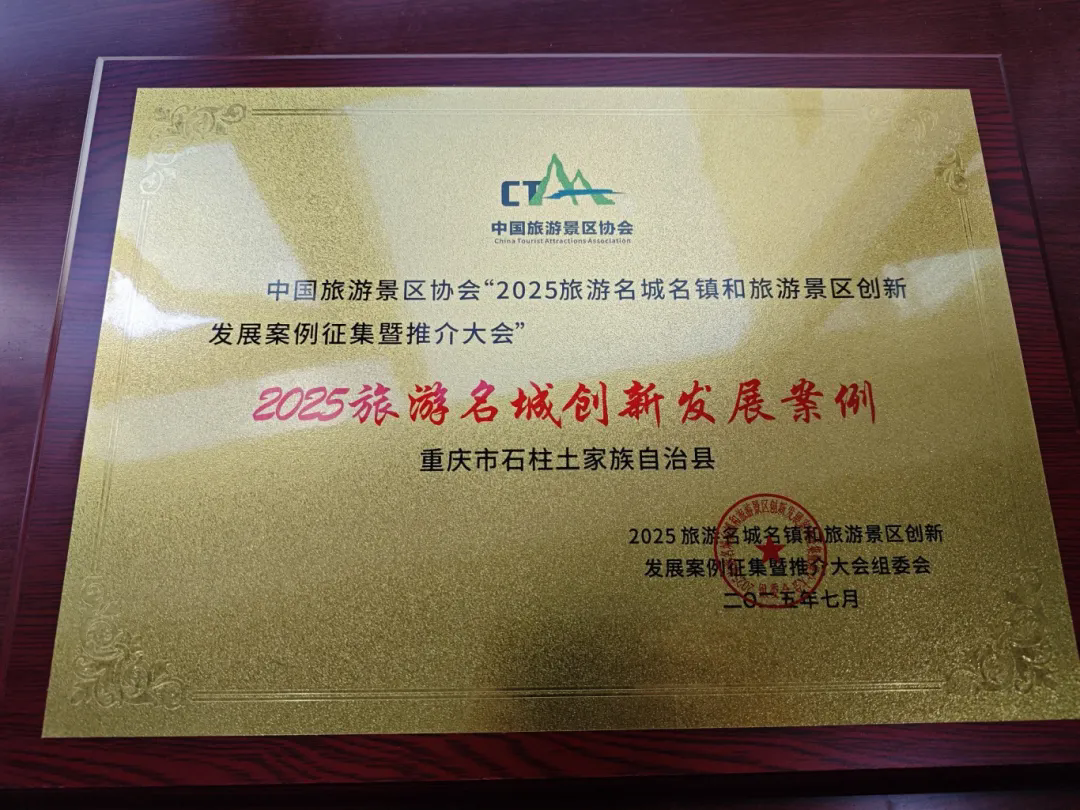 CTA
中国旅游景区协会
China Tourist Attractions Association
中国旅游景区协会“2025旅游名城名镇和旅游景区创新
发展案例征集暨推介大会”
2025旅游名城创新发展案例
重庆市石柱土家族自治县
2025旅游名城名镇和旅游景区创新
发展案例征集暨推介大会组委会
二〇二五年七月